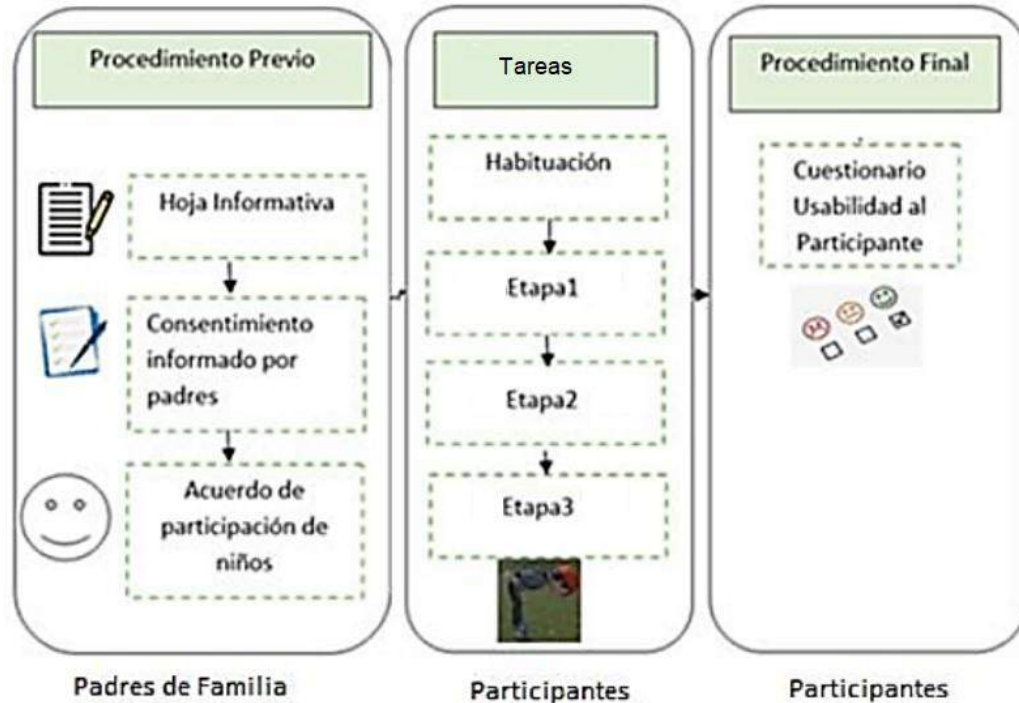 Procedimiento Previo
Hoja Informativa
Consentimiento
informado por
padres
Acuerdo de
participación de
niños
Padres de Familia
Tareas
Habituación
Etapa1
Etapa2
Etapa3
Participantes
Procedimiento Final
Cuestionario
Usabilidad al
Participante
Participantes